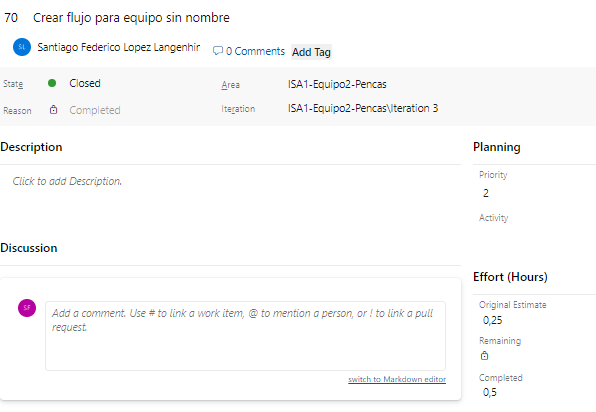 70 Crear flujo para equipo sin nombre
SL Santiago Federico Lopez Langenhir 0 Comments Add Tag
State Closed Area ISA1-Equipo2-Pencas
Reason Completed Iteration ISA1-Equipo2-Pencas\Iteration 3
Description
Click to add Description.
Discussion
SF
Add a comment. Use # to link a work item, @ to mention a person, or ! to link a pull
request.
switch to Markdown editor
Planning
Priority
2
Activity
Effort (Hours)
Original Estimate
0,25
Remaining
Completed
0,5